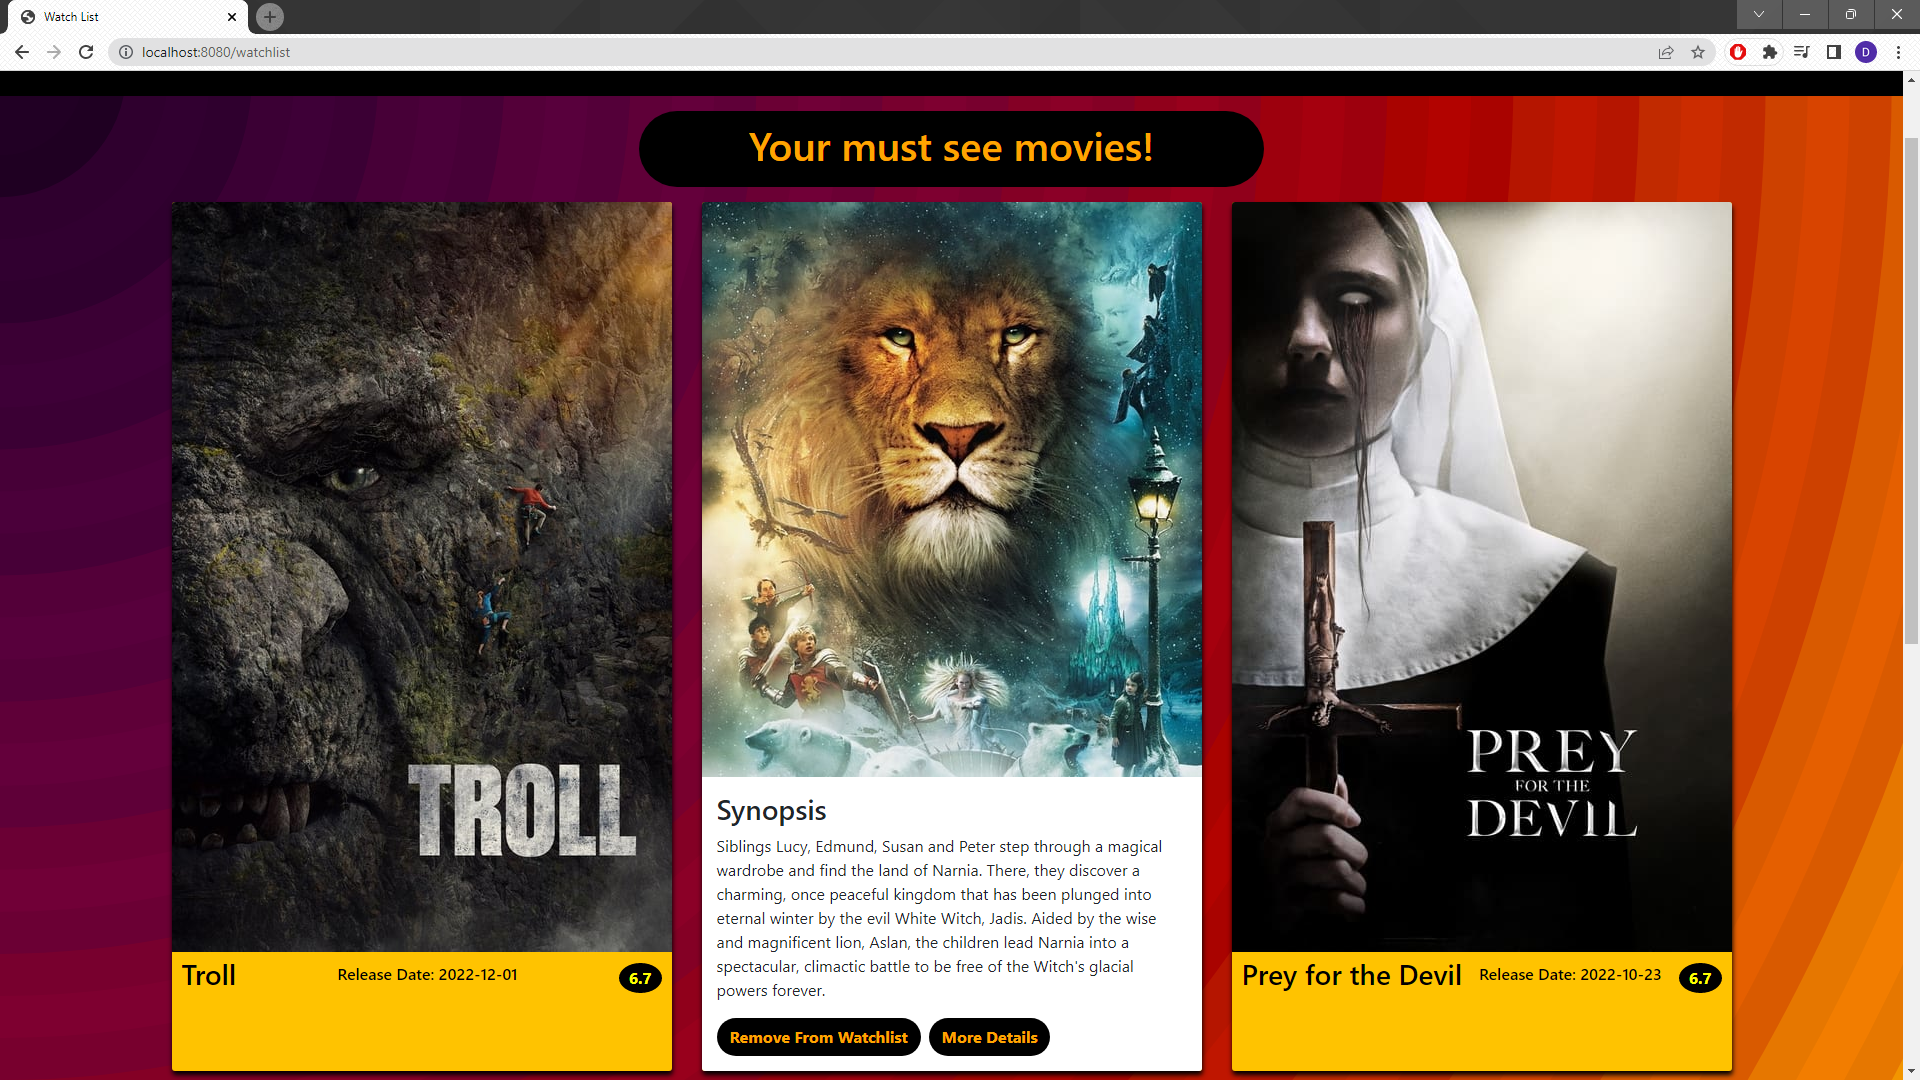 Watch List
localhost:8080/watchlist
D
Your must see movies!
TROLL
PREY
FOR THE
DEVIL
Synopsis
Siblings Lucy, Edmund, Susan and Peter step through a magical
wardrobe and find the land of Narnia. There, they discover a
charming, once peaceful kingdom that has been plunged into
eternal winter by the evil White Witch, Jadis. Aided by the wise
and magnificent lion, Aslan, the children lead Narnia into a
spectacular, climactic battle to be free of the Witch's glacial
powers forever.
Remove From Watchlist More Details
Troll Release Date: 2022-12-01 6.7
Prey for the Devil Release Date: 2022-10-23 6.7